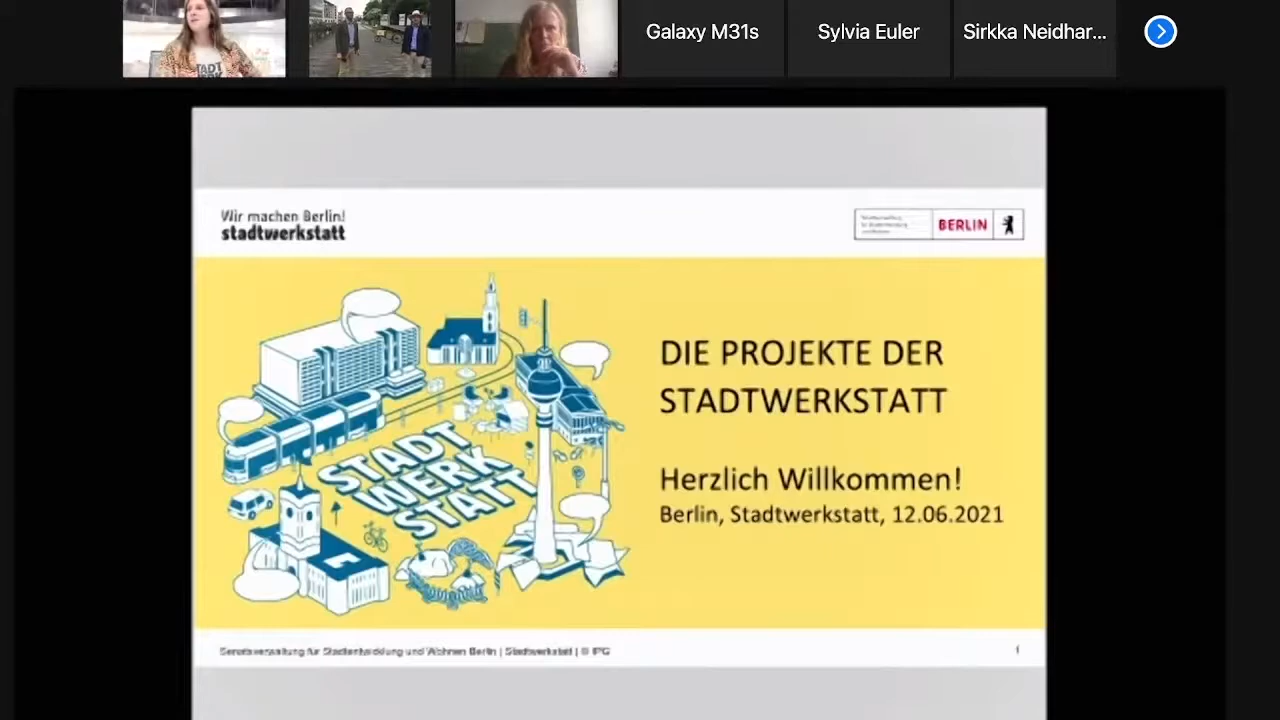 Galaxy M31s
Sylvia Euler
Sirkka Neidhar...
Wir machen Berlin!
stadtwerkstatt
BERLIN
STADT
WERK
STATT
DIE PROJEKTE DER
STADTWERKSTATT
Herzlich Willkommen!
Berlin, Stadtwerkstatt, 12.06.2021
Senatsverwaltung für Stadtentwicklung und Wohnen Berlin | Stadtwerkstatt | © IPG
1